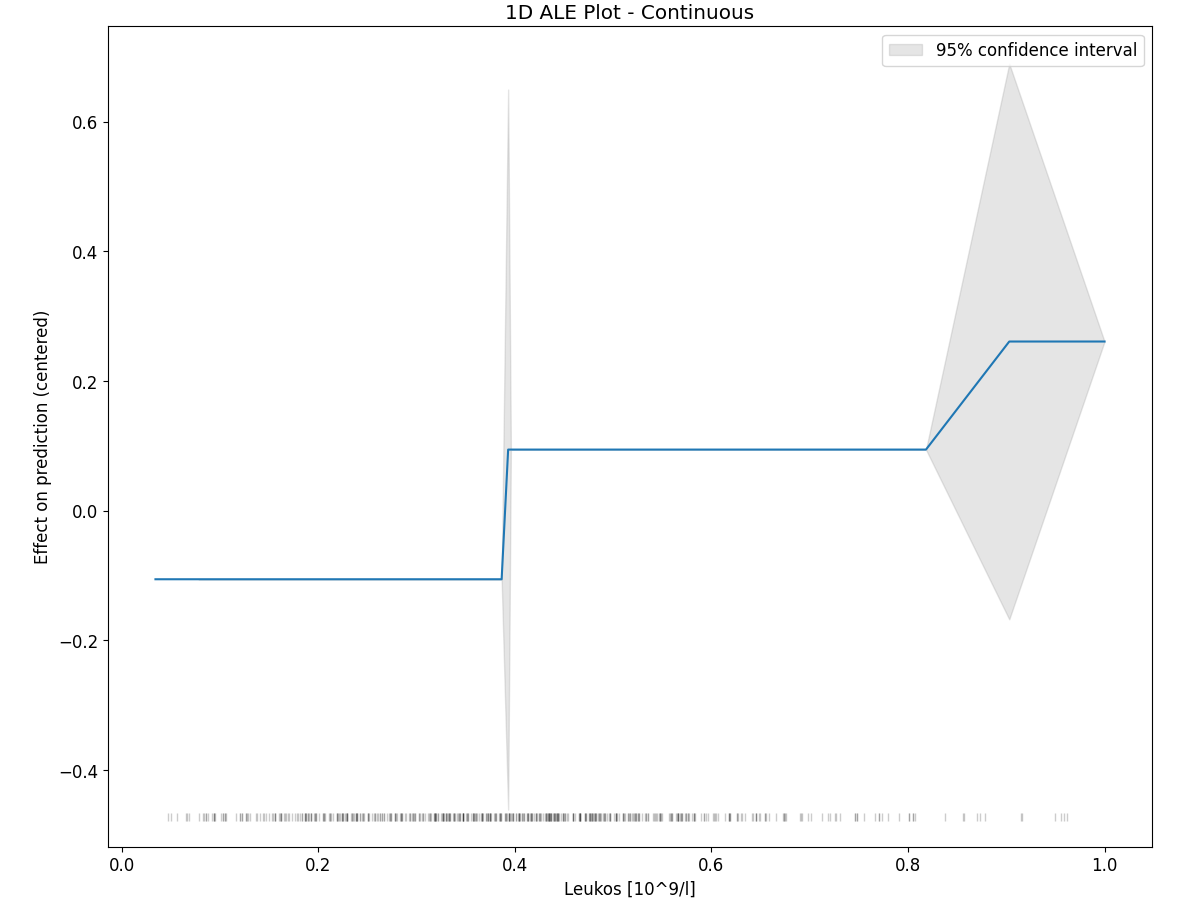 1D ALE Plot - Continuous
95% confidence interval
Effect on prediction (centered)
0.6
0.4
0.2
0.0
−0.2
−0.4
0.0 0.2 0.4 0.6 0.8 1.0
Leukos [10^9/l]